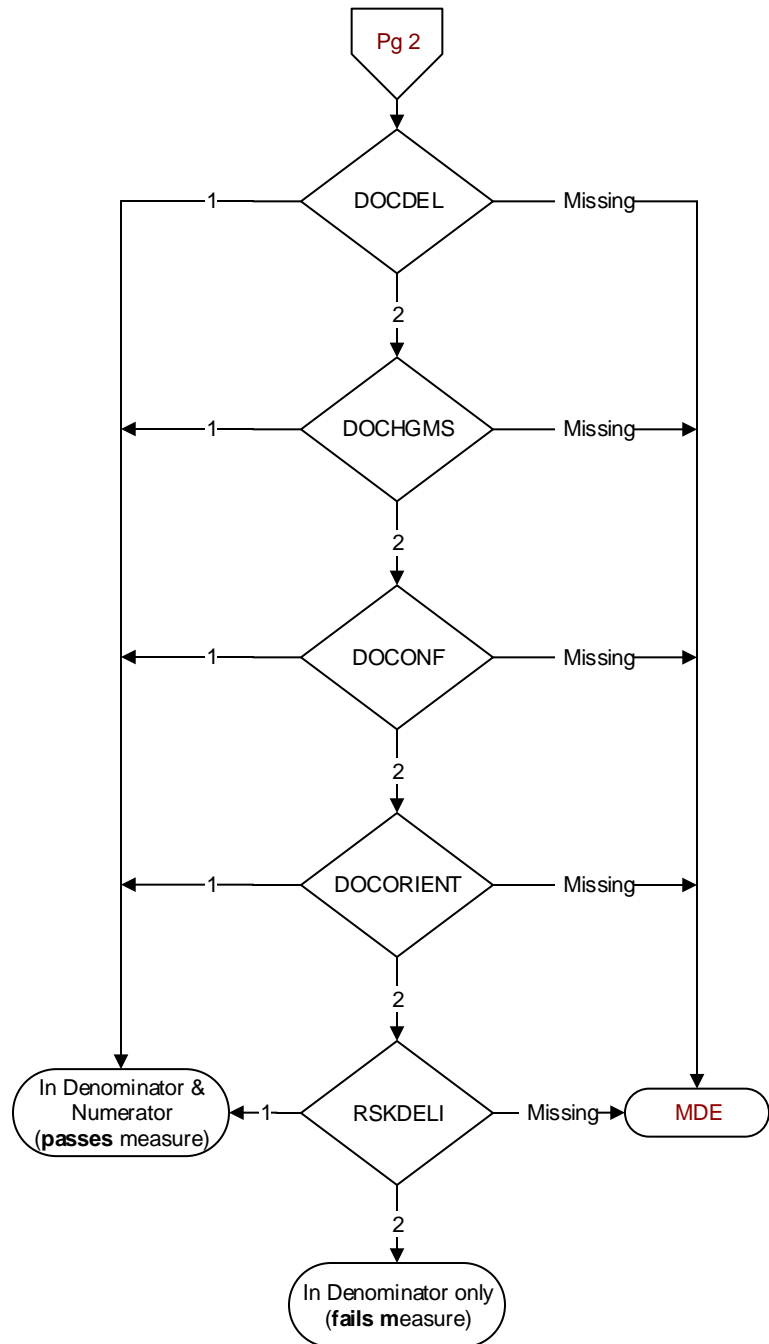 Pg 2
1
DOCDEL
Missing
2
1
DOCHGMS
Missing
2
1
DOCONF
Missing
2
1
DOCORIENT
Missing
2
In Denominator &
Numerator
(passes measure)
1
RSKDELI
Missing
MDE
2
In Denominator only
(fails measure)